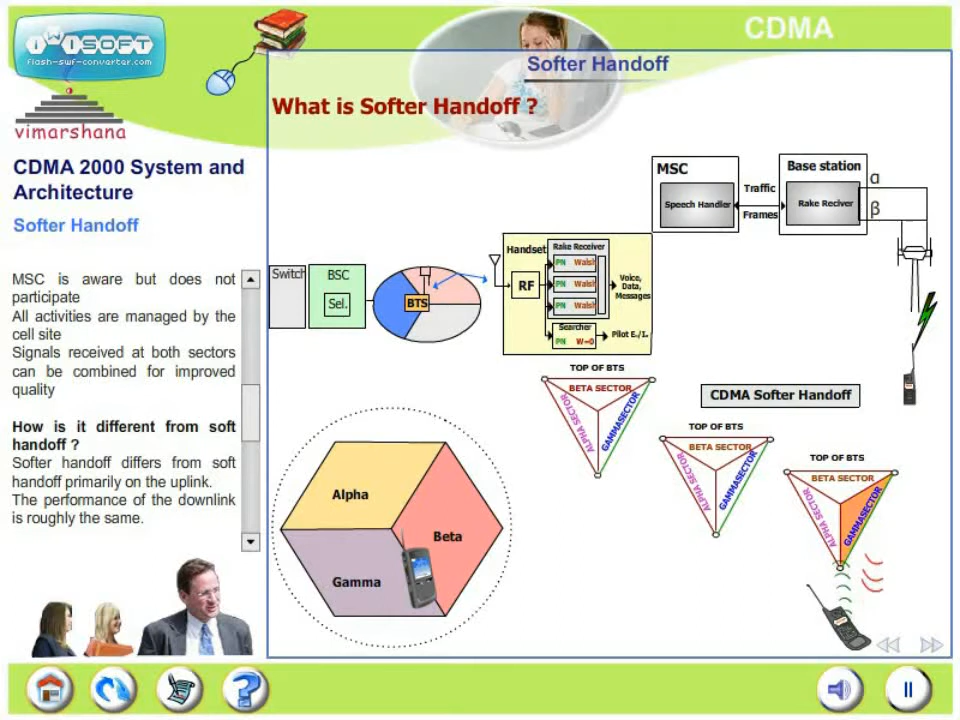 CDMA
iWiSOFT
flash-swf-converter.com
vimarshana
Softer Handoff
What is Softer Handoff ?
CDMA 2000 System and
Architecture
Softer Handoff
MSC is aware but does not
participate
All activities are managed by the
cell site
Signals received at both sectors
can be combined for improved
quality
How is it different from soft
handoff ?
Softer handoff differs from soft
handoff primarily on the uplink.
The performance of the downlink
is roughly the same.
MSC
Speech Handler
Traffic
Frames
Base station
Rake Reciver
α
β
Switch
BSC
Sel.
BTS
Handset
RF
Rake Receiver
PN Walsh
PN Walsh
PN Walsh
Searcher
PN W=0
Voice,
Data,
Messages
Pilot Ec/Io
TOP OF BTS
BETA SECTOR
ALPHA SECTOR
GAMMASECTOR
CDMA Softer Handoff
TOP OF BTS
BETA SECTOR
ALPHA SECTOR
GAMMASECTOR
TOP OF BTS
BETA SECTOR
ALPHA SECTOR
GAMMASECTOR
Alpha
Beta
Gamma